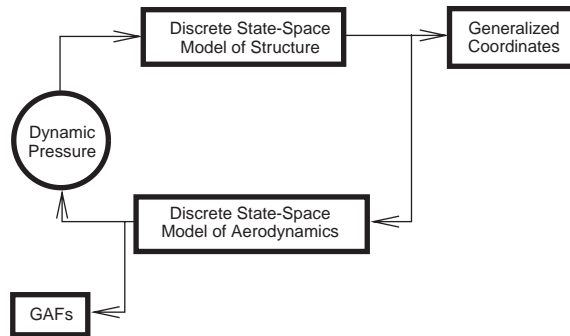 Discrete State-Space
Model of Structure
Generalized
Coordinates
Dynamic
Pressure
Discrete State-Space
Model of Aerodynamics
GAFs